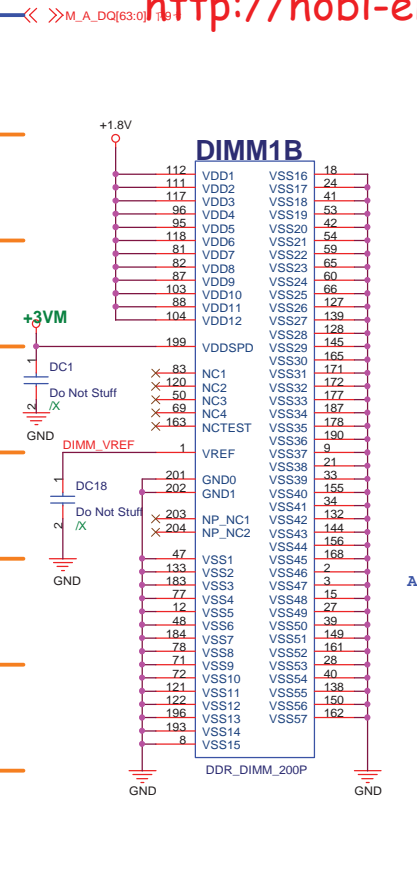 M_A_DQ[63:0]
http://hobi-e
+1.8V
DIMM1B
112 VDD1 VSS16 18
111 VDD2 VSS17 24
117 VDD3 VSS18 41
96 VDD4 VSS19 53
95 VDD5 VSS20 42
118 VDD6 VSS21 54
81 VDD7 VSS22 59
82 VDD8 VSS23 65
87 VDD9 VSS24 60
103 VDD10 VSS25 66
88 VDD11 VSS26 127
104 VDD12 VSS27 139
VSS28 128
+3VM
199 VDDSPD VSS29 145
VSS30 165
1 DC1
83 NC1 VSS31 171
120 NC2 VSS32 172
Do Not Stuff
50 NC3 VSS33 177
2 /X
69 NC4 VSS34 187
163 NCTEST VSS35 178
GND
VSS36 190
DIMM_VREF 1 VREF VSS37 9
VSS38 21
201 GND0 VSS39 33
1 DC18
202 GND1 VSS40 155
VSS41 34
Do Not Stuff
203 NP_NC1 VSS42 132
2 /X
204 NP_NC2 VSS43 144
VSS44 156
47 VSS1 VSS45 168
133 VSS2 VSS46 2
GND
183 VSS3 VSS47 3
A
77 VSS4 VSS48 15
12 VSS5 VSS49 27
48 VSS6 VSS50 39
184 VSS7 VSS51 149
78 VSS8 VSS52 161
71 VSS9 VSS53 28
72 VSS10 VSS54 40
121 VSS11 VSS55 138
122 VSS12 VSS56 150
196 VSS13 VSS57 162
193 VSS14
8 VSS15
DDR_DIMM_200P
GND
GND